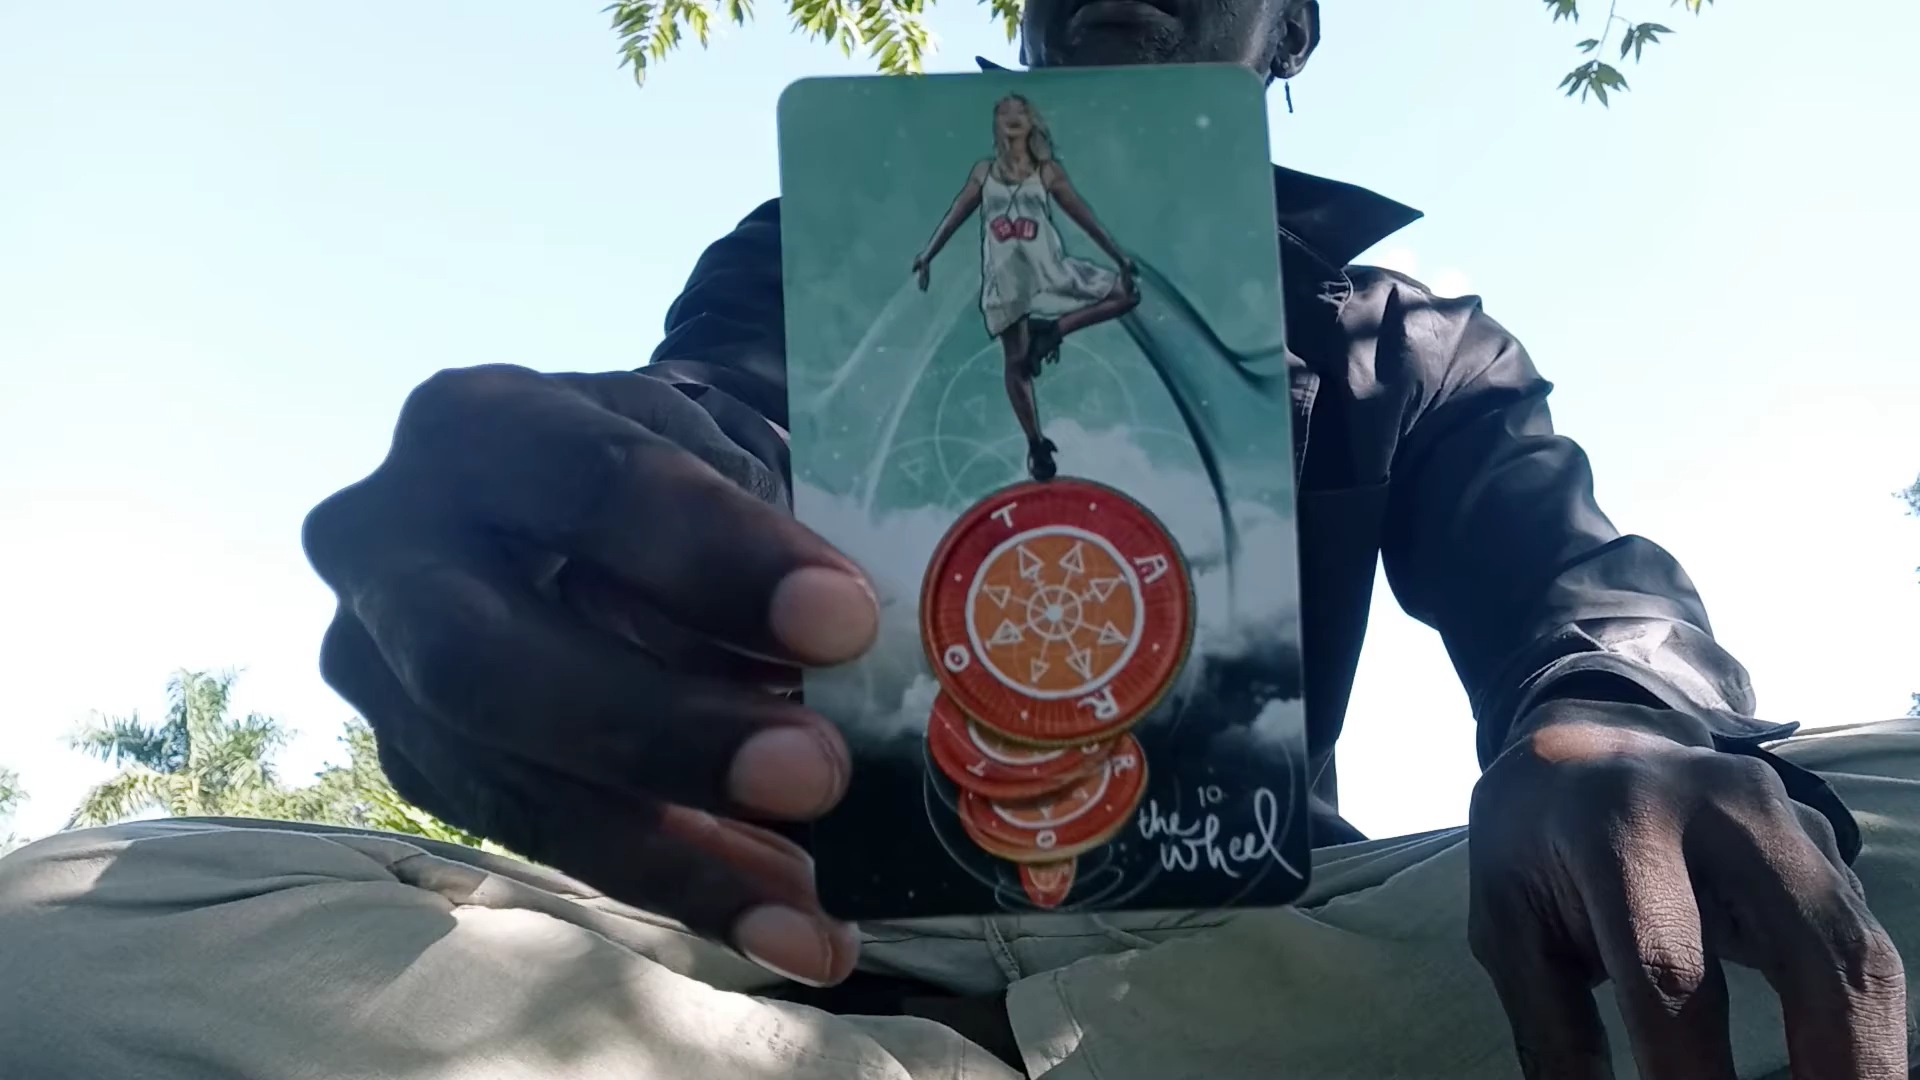 T A R O
T O R
T O
10
the
wheel